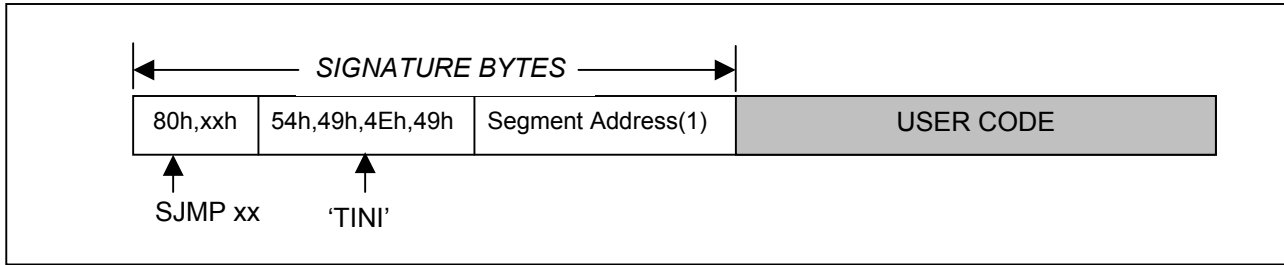 SIGNATURE BYTES
80h,xxh 54h,49h,4Eh,49h Segment Address(1) USER CODE
SJMP xx ‘TINI’